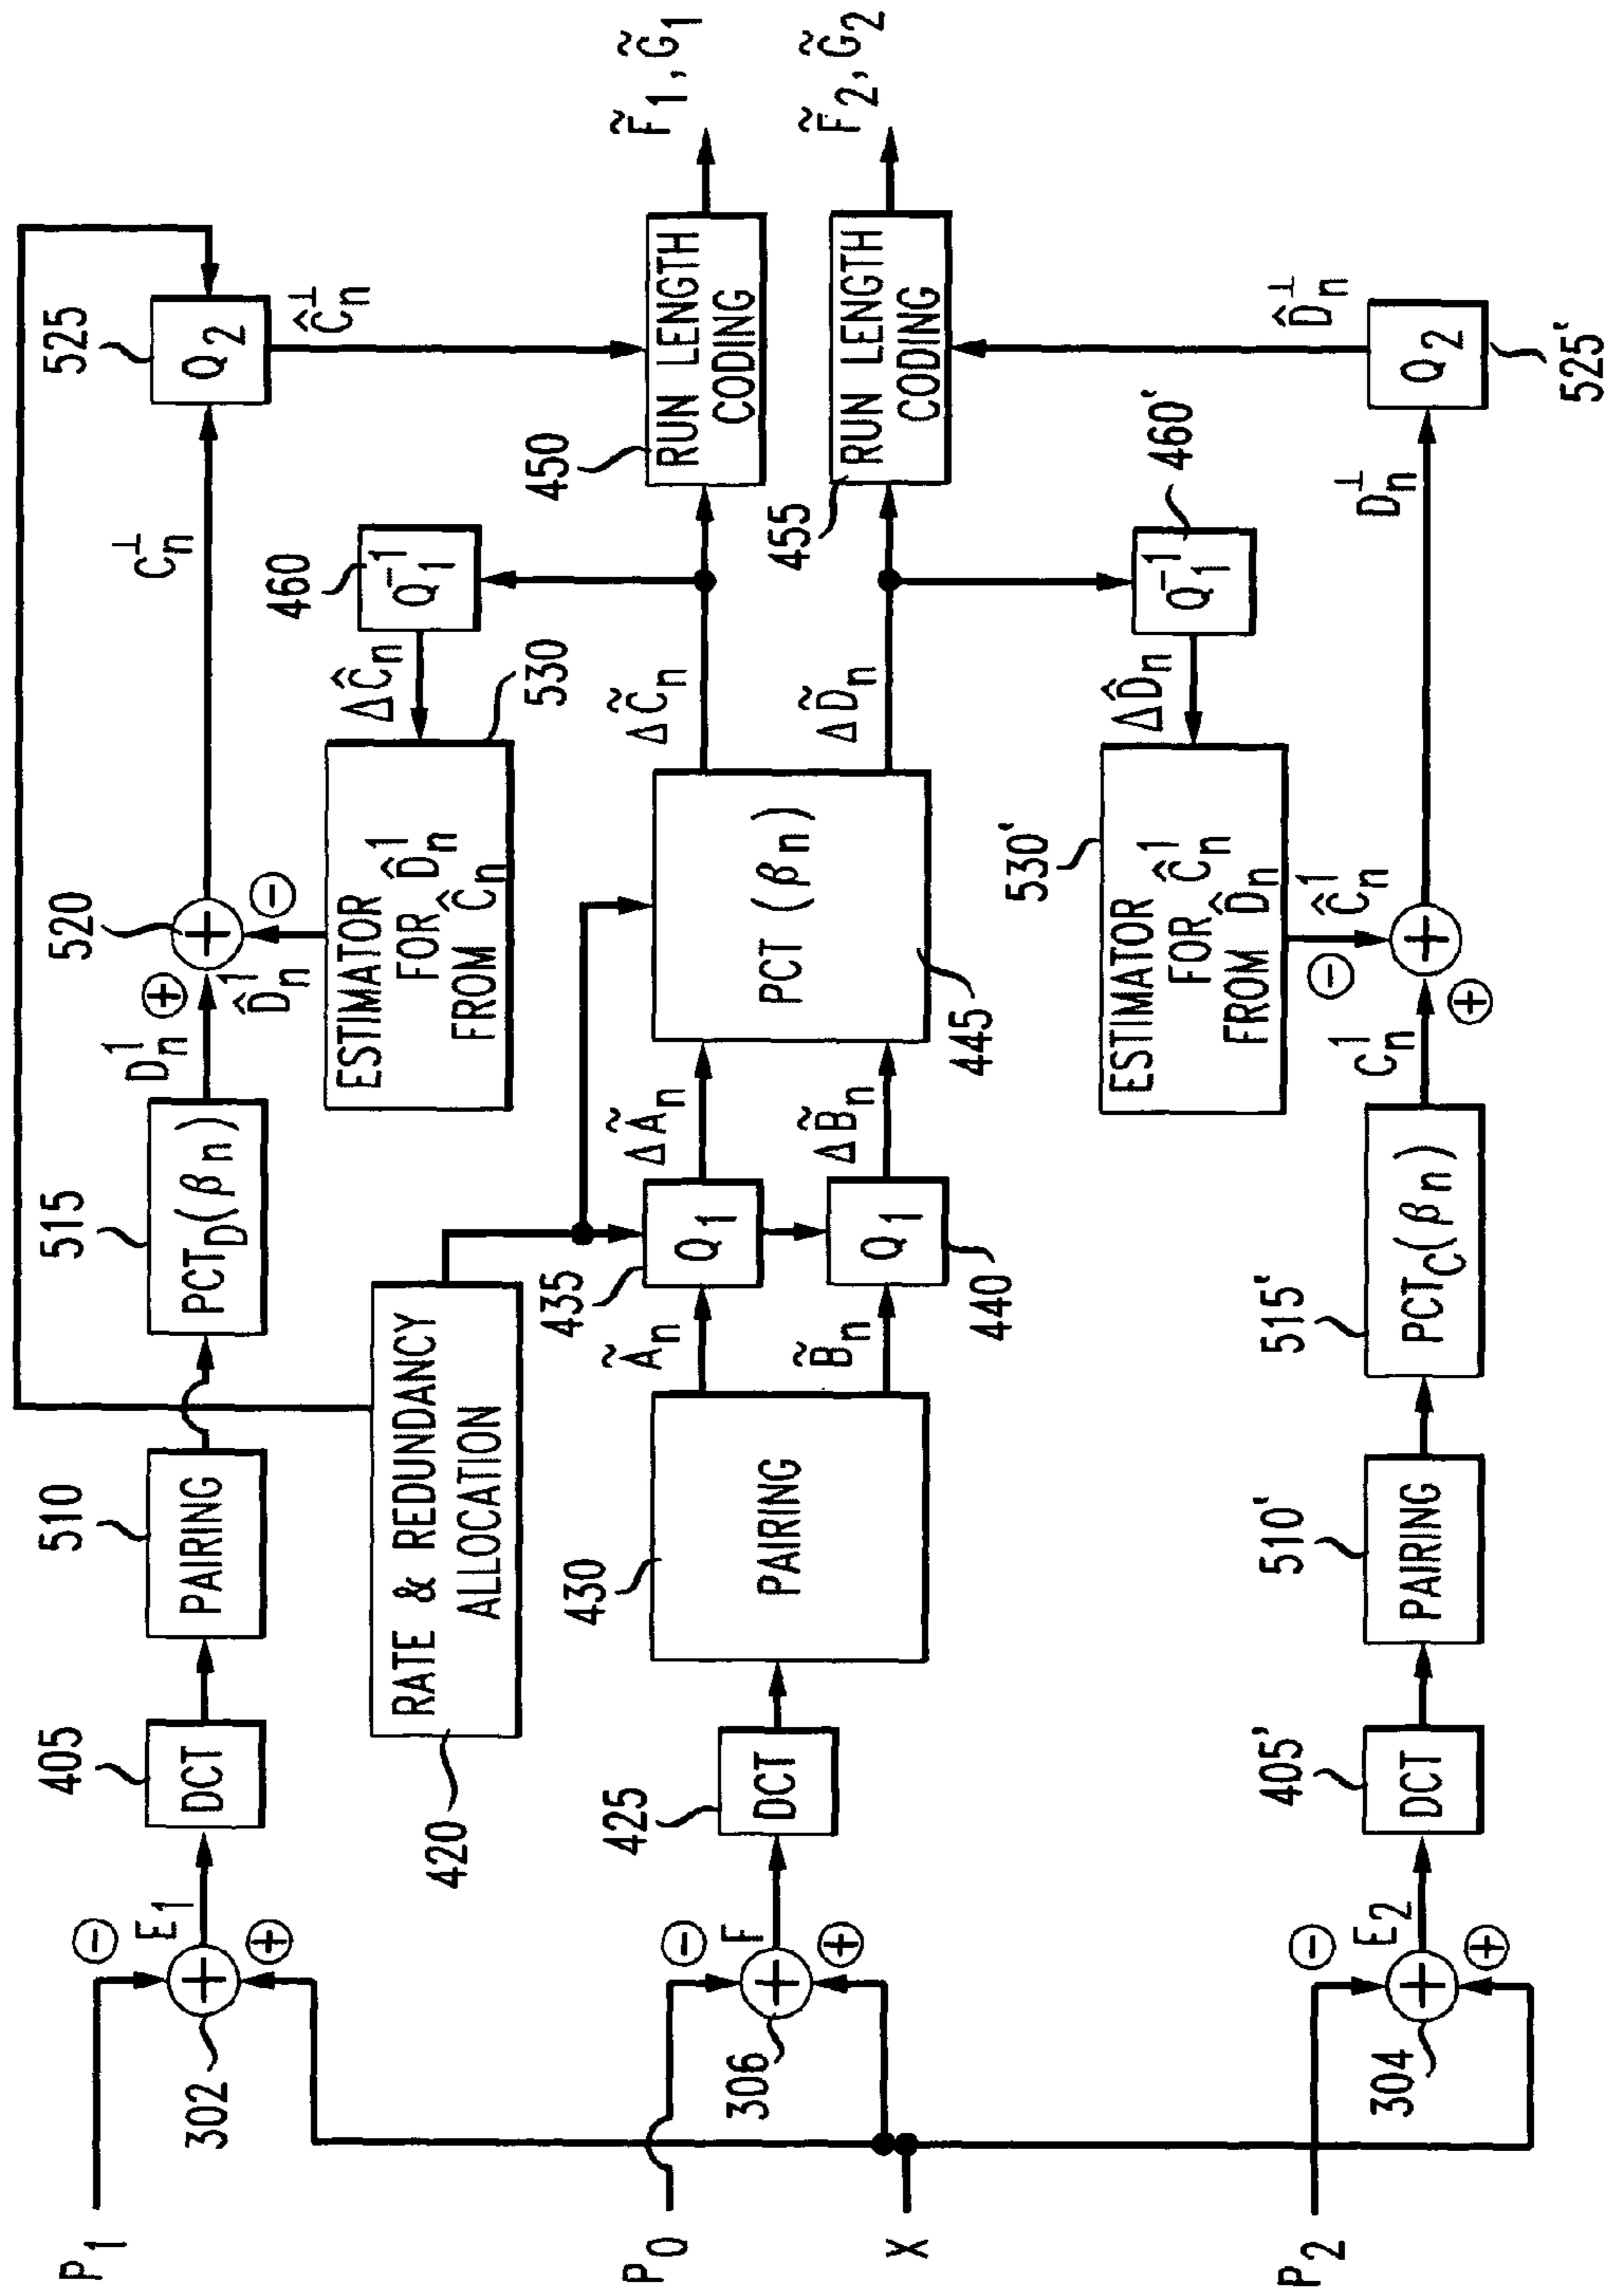 P₁
302
⊖
⊕
E₁
405
DCT
510
PAIRING
515
PCT_D(βₙ)
D¹ₙ
⊕
520
⊖
D̂¹ₙ
C⊥ₙ
525
Q₂
Ĉ⊥ₙ
420
RATE & REDUNDANCY
ALLOCATION
ESTIMATOR
FOR D̂¹ₙ
FROM Ĉₙ
530
ΔĈₙ
460
Q₁⁻¹
P₀
306
⊖
⊕
F
425
DCT
430
PAIRING
Ãₙ
B̃ₙ
435
Q₁
440
Q₁
ΔÃₙ
ΔB̃ₙ
445
PCT (βₙ)
ΔC̃ₙ
ΔD̃ₙ
450
RUN LENGTH
CODING
F̃₁, G̃₁
455
RUN LENGTH
CODING
F̃₂, G̃₂
X
530'
ESTIMATOR
FOR Ĉ¹ₙ
FROM D̂ₙ
ΔD̂ₙ
460'
Q₁⁻¹
P₂
304
⊖
⊕
E₂
405'
DCT
510'
PAIRING
515'
PCT_C(βₙ)
C¹ₙ
⊕
⊖
Ĉ¹ₙ
D⊥ₙ
525'
Q₂
D̂⊥ₙ